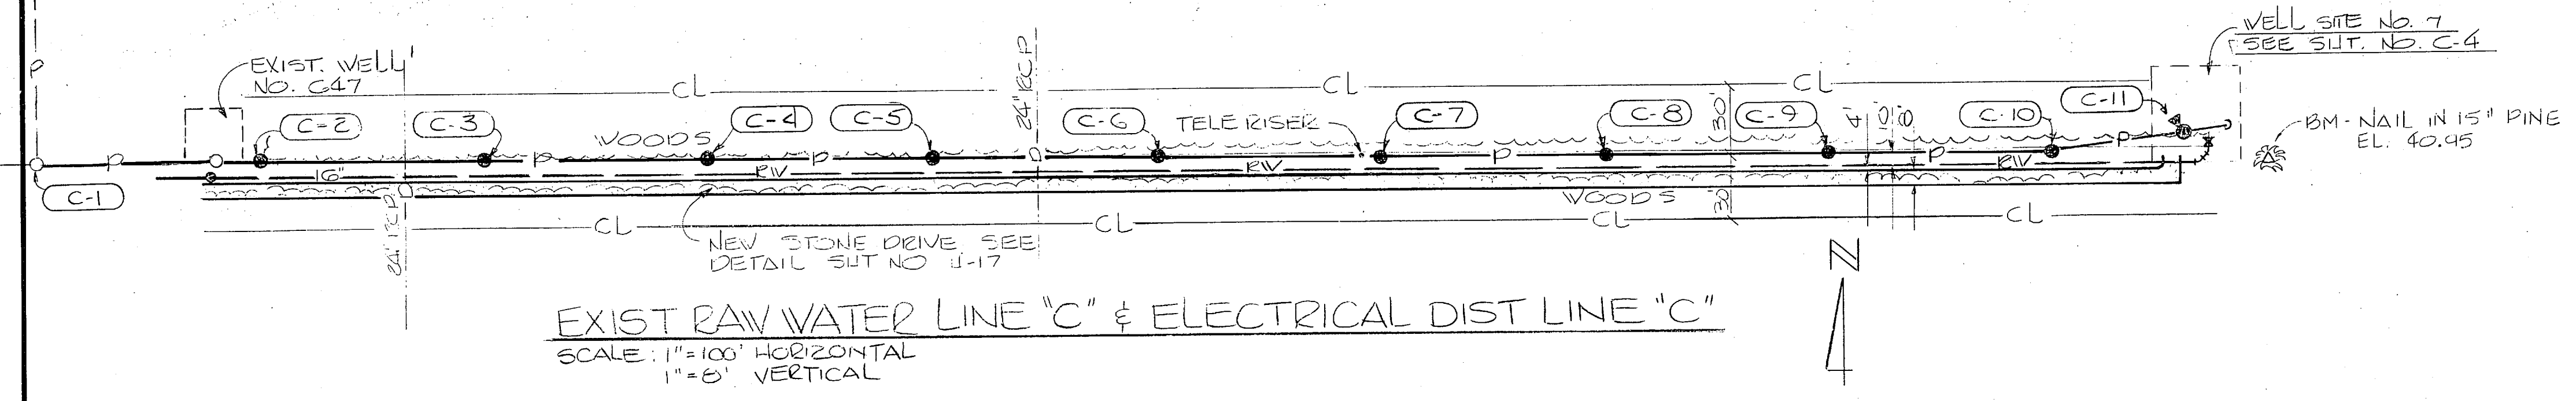 WELL SITE NO. 7
SEE SHT. NO. C-4
EXIST. WELL
NO. C47
P
CL
CL
CL
24" RCP
30'
C-1
C-2
C-3
C-4
C-5
C-6
C-7
C-8
C-9
C-10
C-11
TELE RISER
WOODS
BM - NAIL IN 15" PINE
EL. 40.95
P
P
P
P
P
P
16"
RW
RW
RW
WOODS
30'
24" RCP
CL
CL
CL
CL
NEW STONE DRIVE SEE
DETAIL SHT NO
N
EXIST RAW WATER LINE "C" & ELECTRICAL DIST LINE "C"
SCALE: 1"=100' HORIZONTAL
1"=8' VERTICAL